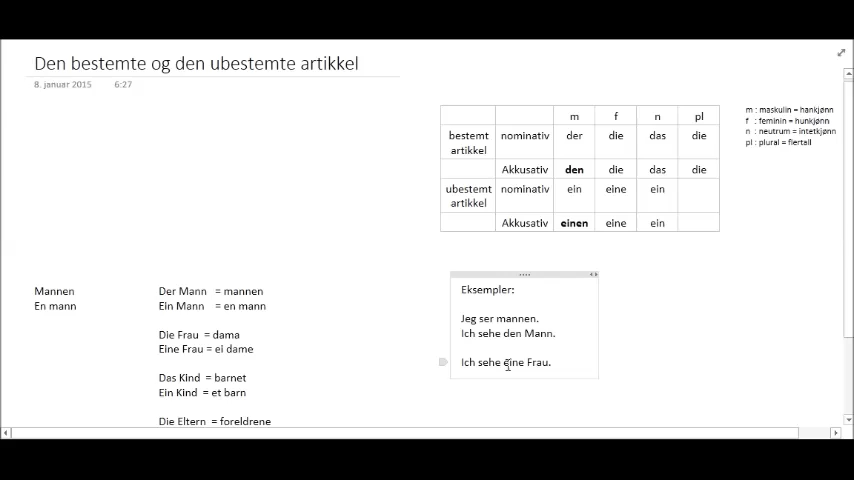 Den bestemte og den ubestemte artikkel
8. januar 2015 6:27
m f n pl
bestemt artikkel nominativ der die das die
Akkusativ den die das die
ubestemt artikkel nominativ ein eine ein
Akkusativ einen eine ein
m : maskulin = hankjønn
f : feminin = hunkjønn
n : neutrum = intetkjønn
pl : plural = flertall
Mannen Der Mann = mannen
En mann Ein Mann = en mann
Die Frau = dama
Eine Frau = ei dame
Das Kind = barnet
Ein Kind = et barn
Die Eltern = foreldrene
Eksempler:
Jeg ser mannen.
Ich sehe den Mann.
Ich sehe eine Frau.